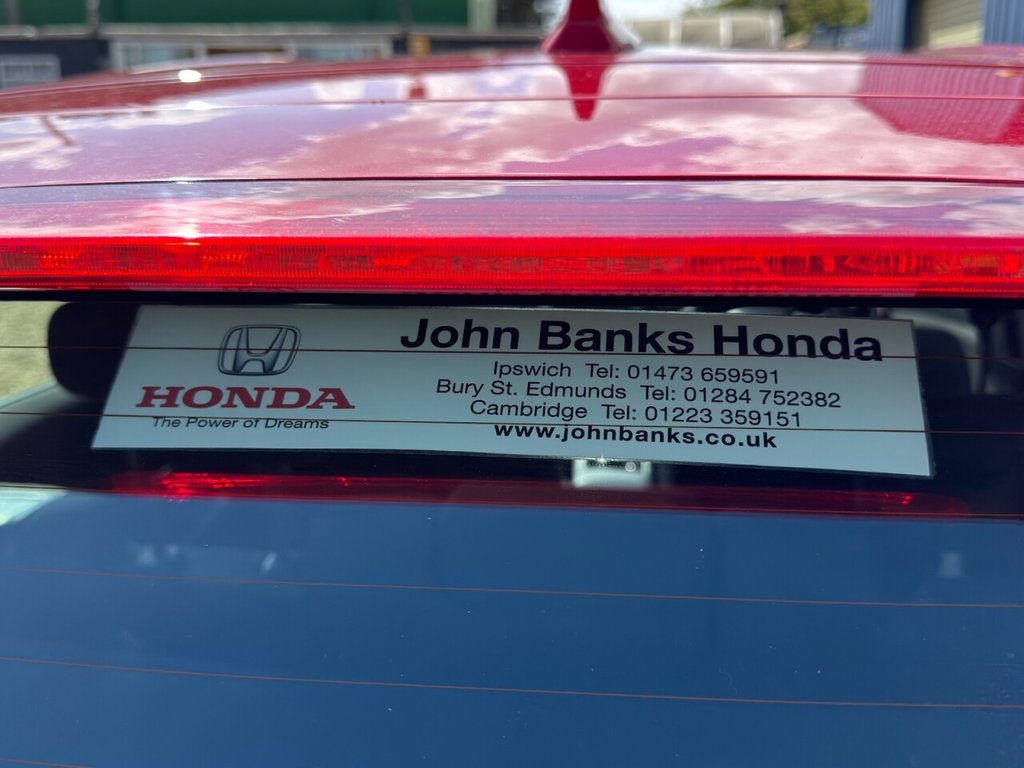 John Banks Honda
Ipswich Tel: 01473 659591
Bury St. Edmunds Tel: 01284 752382
Cambridge Tel: 01223 359151
www.johnbanks.co.uk
HONDA
The Power of Dreams